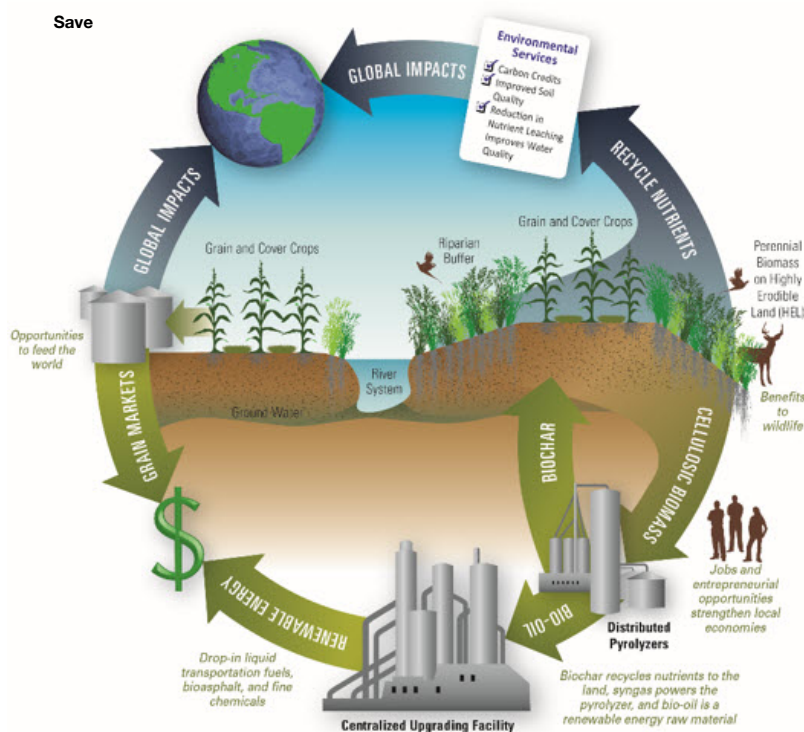 Save
Environmental
Services
Carbon Credits
Improved Soil
Quality
Reduction in
Nutrient Leaching
Improves Water
Quality
GLOBAL IMPACTS
RECYCLE NUTRIENTS
GLOBAL IMPACTS
Grain and Cover Crops
Riparian
Buffer
Grain and Cover Crops
Perennial
Biomass
on Highly
Erodible
Land (HEL)
Opportunities
to feed the
world
River
System
Ground Water
Benefits
to
wildlife
GRAIN MARKETS
BIOCHAR
CELLULOSIC BIOMASS
$
Jobs and
entrepreneurial
opportunities
strengthen local
economies
RENEWABLE ENERGY
BIO-OIL
Distributed
Pyrolyzers
Drop-in liquid
transportation fuels,
bioasphalt, and fine
chemicals
Biochar recycles nutrients to the
land, syngas powers the
pyrolyzer, and bio-oil is a
renewable energy raw material
Centralized Upgrading Facility